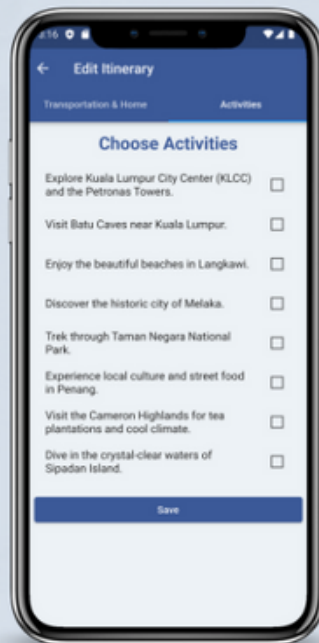 :16
Edit Itinerary
Transportation & Home
Activities
Choose Activities
Explore Kuala Lumpur City Center (KLCC)
and the Petronas Towers.
Visit Batu Caves near Kuala Lumpur.
Enjoy the beautiful beaches in Langkawi.
Discover the historic city of Melaka.
Trek through Taman Negara National
Park.
Experience local culture and street food
in Penang.
Visit the Cameron Highlands for tea
plantations and cool climate.
Dive in the crystal-clear waters of
Sipadan Island.
Save